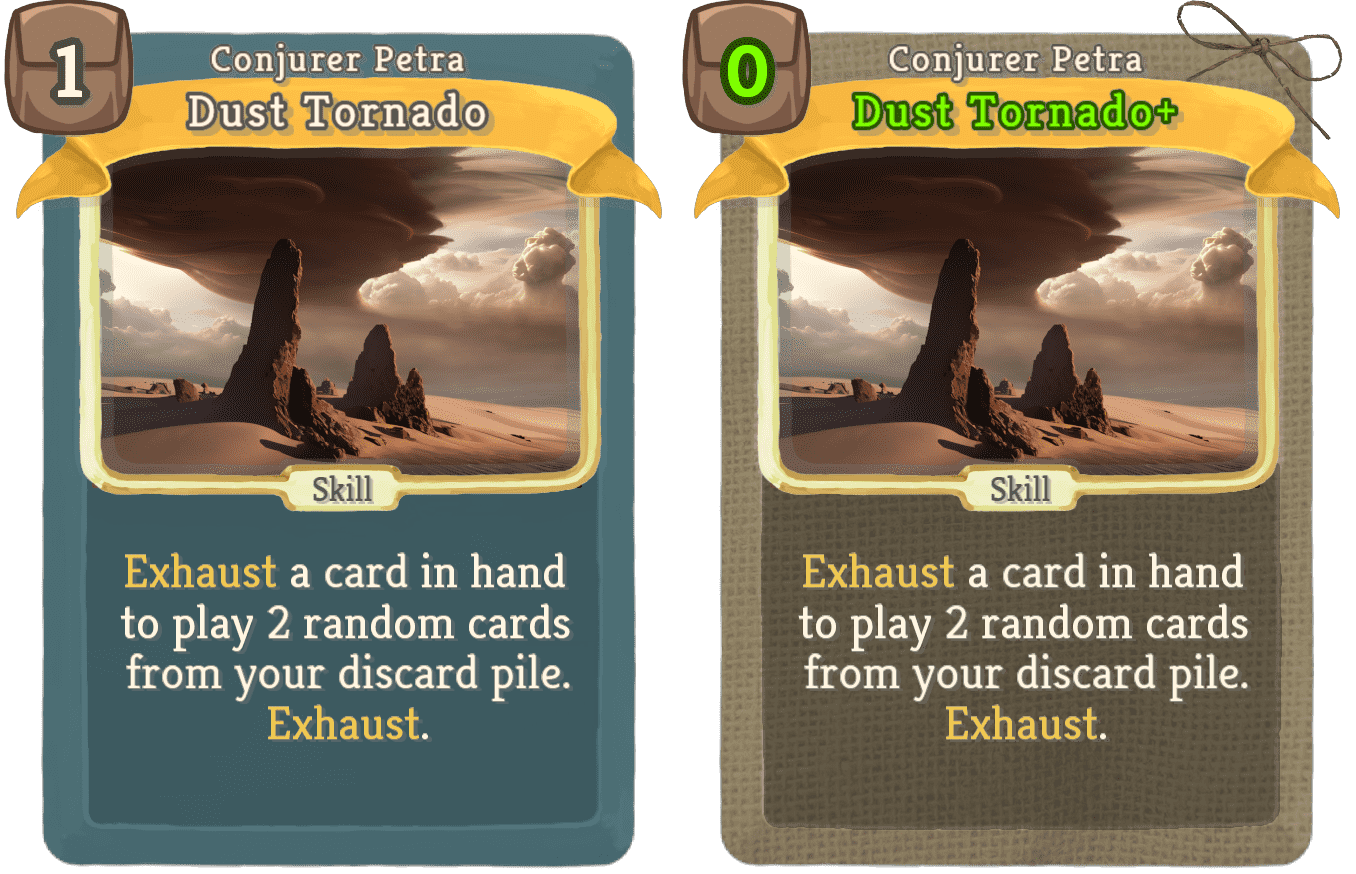 1
Conjurer Petra
Dust Tornado
Skill
Exhaust a card in hand
to play 2 random cards
from your discard pile.
Exhaust.
0
Conjurer Petra
Dust Tornado+
Skill
Exhaust a card in hand
to play 2 random cards
from your discard pile.
Exhaust.